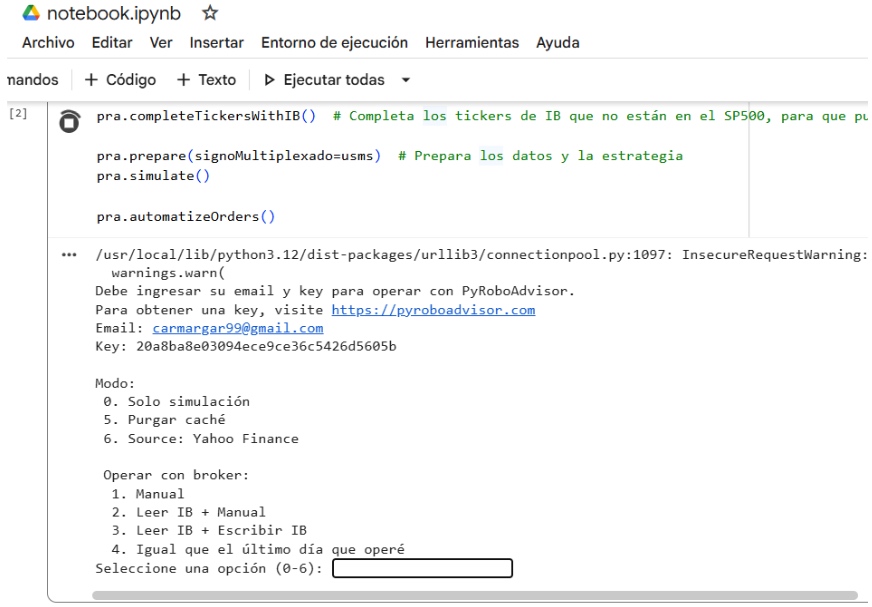 notebook.ipynb
Archivo Editar Ver Insertar Entorno de ejecución Herramientas Ayuda
+ Código + Texto Ejecutar todas
[2]
pra.completeTickersWithIB() # Completa los tickers de IB que no están en el SP500, para que
pra.prepare(signoMultiplexado=usms) # Prepara los datos y la estrategia
pra.simulate()
pra.automatizeOrders()
/usr/local/lib/python3.12/dist-packages/urllib3/connectionpool.py:1097: InsecureRequestWarning:
warnings.warn(
Debe ingresar su email y key para operar con PyRoboAdvisor.
Para obtener una key, visite https://pyroboadvisor.com
Email: carmargar99@gmail.com
Key: 20a8ba8e03094ece9ce36c5426d5605b
Modo:
0. Solo simulación
5. Purgar caché
6. Source: Yahoo Finance
Operar con broker:
1. Manual
2. Leer IB + Manual
3. Leer IB + Escribir IB
4. Igual que el último día que operé
Seleccione una opción (0-6):